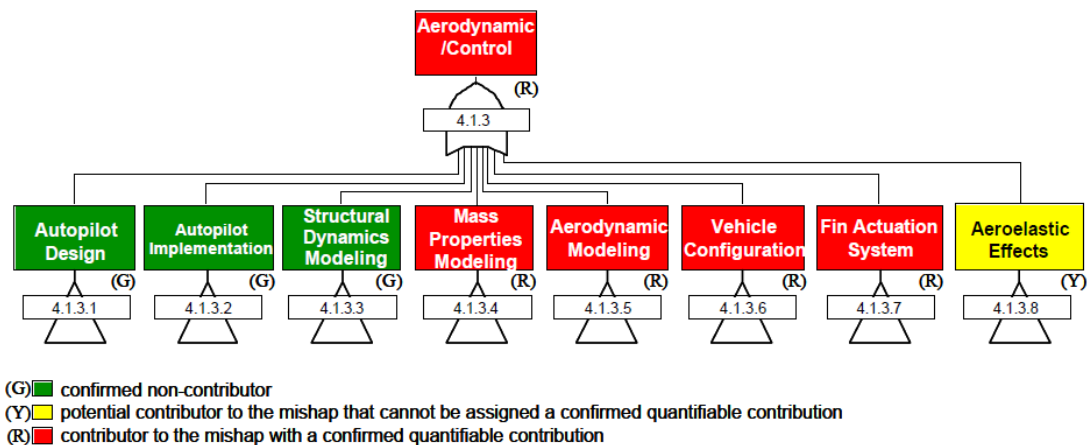 Aerodynamic
/Control
(R)
4.1.3
Autopilot
Design
(G)
4.1.3.1
Autopilot
Implementation
(G)
4.1.3.2
Structural
Dynamics
Modeling
(G)
4.1.3.3
Mass
Properties
Modeling
(R)
4.1.3.4
Aerodynamic
Modeling
(R)
4.1.3.5
Vehicle
Configuration
(R)
4.1.3.6
Fin Actuation
System
(R)
4.1.3.7
Aeroelastic
Effects
(Y)
4.1.3.8
(G) confirmed non-contributor
(Y) potential contributor to the mishap that cannot be assigned a confirmed quantifiable contribution
(R) contributor to the mishap with a confirmed quantifiable contribution